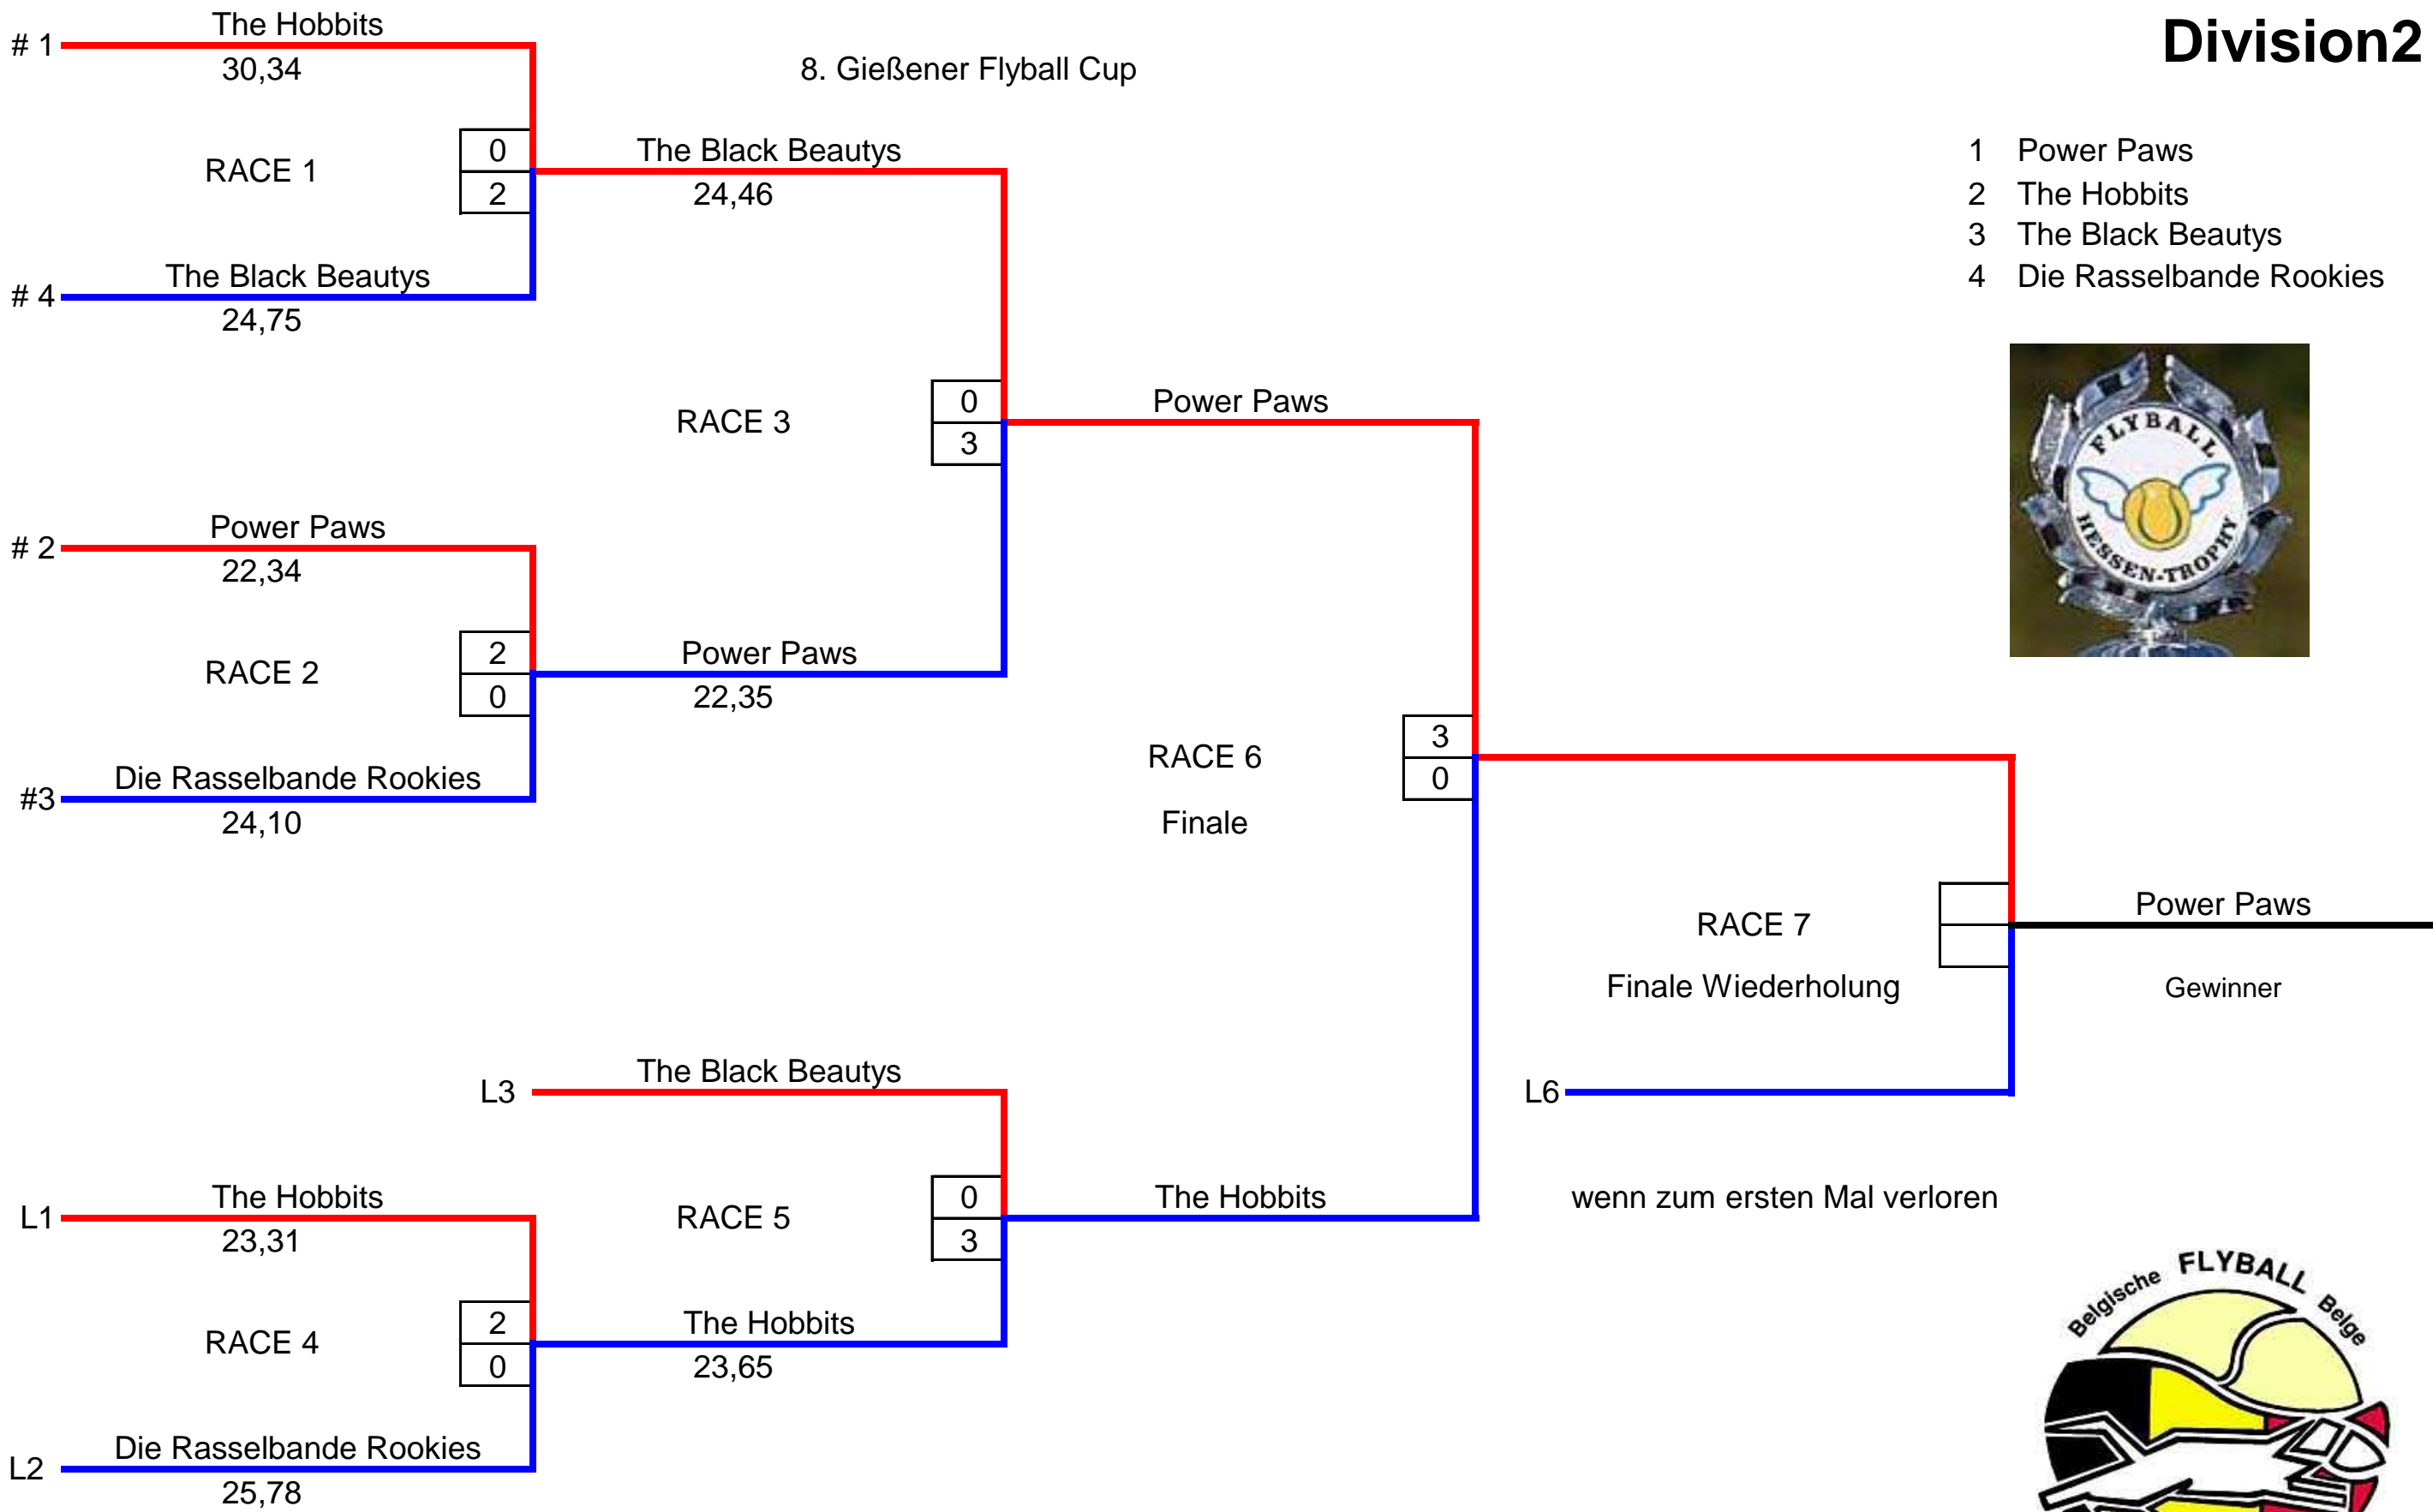 The Hobbits
# 1
30,34
8. Gießener Flyball Cup
Division2
RACE 1
0
2
The Black Beautys
24,46
# 4
The Black Beautys
24,75
1 Power Paws
2 The Hobbits
3 The Black Beautys
4 Die Rasselbande Rookies
RACE 3
0
3
Power Paws
FLYBALL
HESSEN-TROPHY
# 2
Power Paws
22,34
RACE 2
2
0
Power Paws
22,35
#3
Die Rasselbande Rookies
24,10
RACE 6
3
0
Finale
RACE 7
Finale Wiederholung
Power Paws
Gewinner
L3
The Black Beautys
L6
L1
The Hobbits
23,31
RACE 5
0
3
The Hobbits
wenn zum ersten Mal verloren
RACE 4
2
0
The Hobbits
23,65
L2
Die Rasselbande Rookies
25,78
Belgische FLYBALL Belge